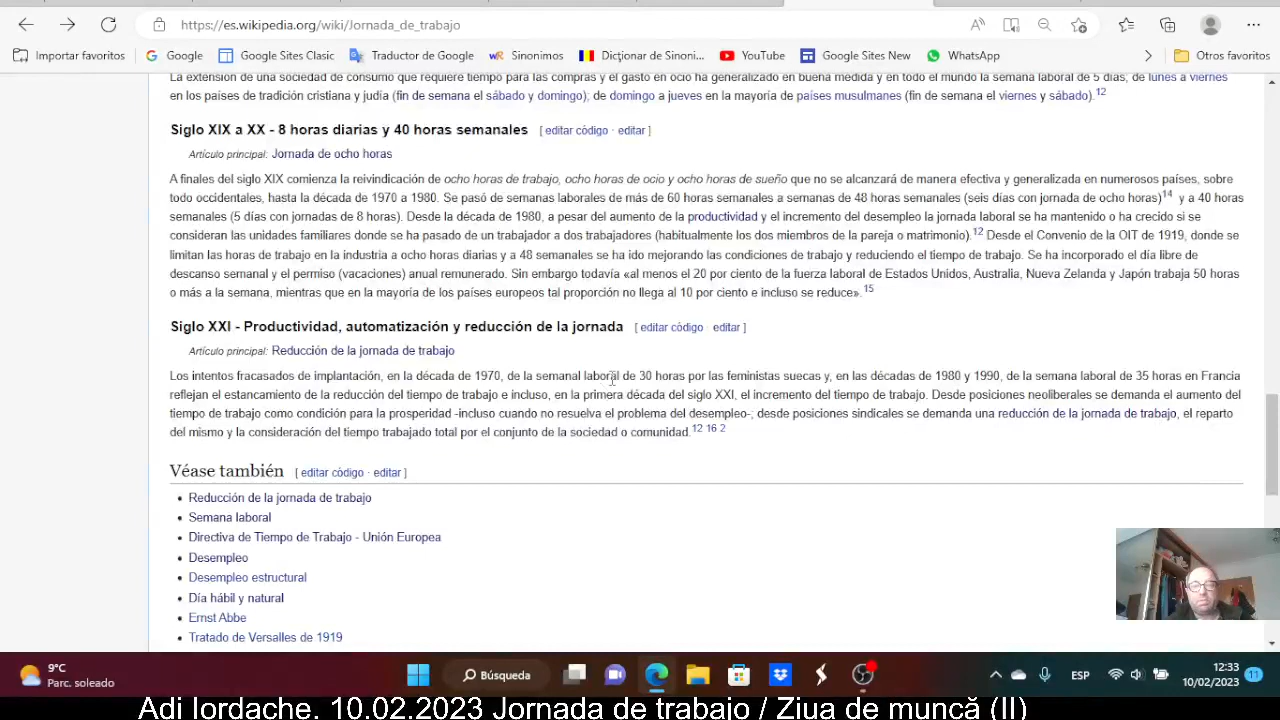 https://es.wikipedia.org/wiki/Jornada_de_trabajo
Importar favoritos
Google
Google Sites Clasic
Traductor de Google
Sinonimos
Dicționar de Sinoni...
YouTube
Google Sites New
WhatsApp
Otros favoritos
La extensión de una sociedad de consumo que requiere tiempo para las compras y el gasto en ocio ha generalizado en buena medida y en todo el mundo la semana laboral de 5 días; de lunes a viernes
en los países de tradición cristiana y judia (fin de semana el sábado y domingo); de domingo a jueves en la mayoría de países musulmanes (fin de semana el viernes y sábado).12
Siglo XIX a XX - 8 horas diarias y 40 horas semanales [ editar código · editar ]
Artículo principal: Jornada de ocho horas
A finales del siglo XIX comienza la reivindicación de ocho horas de trabajo, ocho horas de ocio y ocho horas de sueño que no se alcanzará de manera efectiva y generalizada en numerosos países, sobre
todo occidentales, hasta la década de 1970 a 1980. Se pasó de semanas laborales de más de 60 horas semanales a semanas de 48 horas semanales (seis días con jornada de ocho horas)14 y a 40 horas
semanales (5 días con jornadas de 8 horas). Desde la década de 1980, a pesar del aumento de la productividad y el incremento del desempleo la jornada laboral se ha mantenido o ha crecido si se
consideran las unidades familiares donde se ha pasado de un trabajador a dos trabajadores (habitualmente los dos miembros de la pareja o matrimonio).12 Desde el Convenio de la OIT de 1919, donde se
limitan las horas de trabajo en la industria a ocho horas diarias y a 48 semanales se ha ido mejorando las condiciones de trabajo y reduciendo el tiempo de trabajo. Se ha incorporado el día libre de
descanso semanal y el permiso (vacaciones) anual remunerado. Sin embargo todavía «al menos el 20 por ciento de la fuerza laboral de Estados Unidos, Australia, Nueva Zelanda y Japón trabaja 50 horas
o más a la semana, mientras que en la mayoría de los países europeos tal proporción no llega al 10 por ciento e incluso se reduce».15
Siglo XXI - Productividad, automatización y reducción de la jornada [ editar código · editar ]
Artículo principal: Reducción de la jornada de trabajo
Los intentos fracasados de implantación, en la década de 1970, de la semanal laboral de 30 horas por las feministas suecas y, en las décadas de 1980 y 1990, de la semana laboral de 35 horas en Francia
reflejan el estancamiento de la reducción del tiempo de trabajo e incluso, en la primera década del siglo XXI, el incremento del tiempo de trabajo. Desde posiciones neoliberales se demanda el aumento del
tiempo de trabajo como condición para la prosperidad -incluso cuando no resuelva el problema del desempleo-; desde posiciones sindicales se demanda una reducción de la jornada de trabajo, el reparto
del mismo y la consideración del tiempo trabajado total por el conjunto de la sociedad o comunidad.12 16 2
Véase también [ editar código · editar ]
• Reducción de la jornada de trabajo
• Semana laboral
• Directiva de Tiempo de Trabajo - Unión Europea
• Desempleo
• Desempleo estructural
• Día hábil y natural
• Ernst Abbe
• Tratado de Versalles de 1919
9°C
Parc. soleado
Búsqueda
ESP
12:33
10/02/2023
11
Adi Iordache. 10.02.2023 Jornada de trabajo / Ziua de muncă (II)